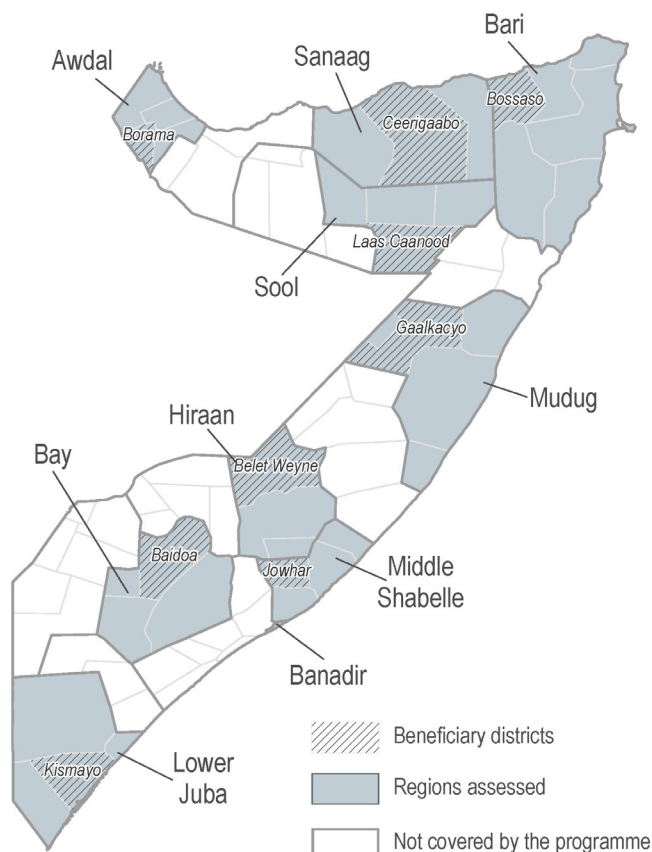 Bari
Sanaag
Awdal
Bossaso
Ceerigaabo
Borama
Laas Caanood
Sool
Gaalkacyo
Mudug
Hiraan
Bay
Belet Weyne
Baidoa
Jowhar
Middle
Shabelle
Banadir
Beneficiary districts
Lower
Juba
Kismayo
Regions assessed
Not covered by the programme